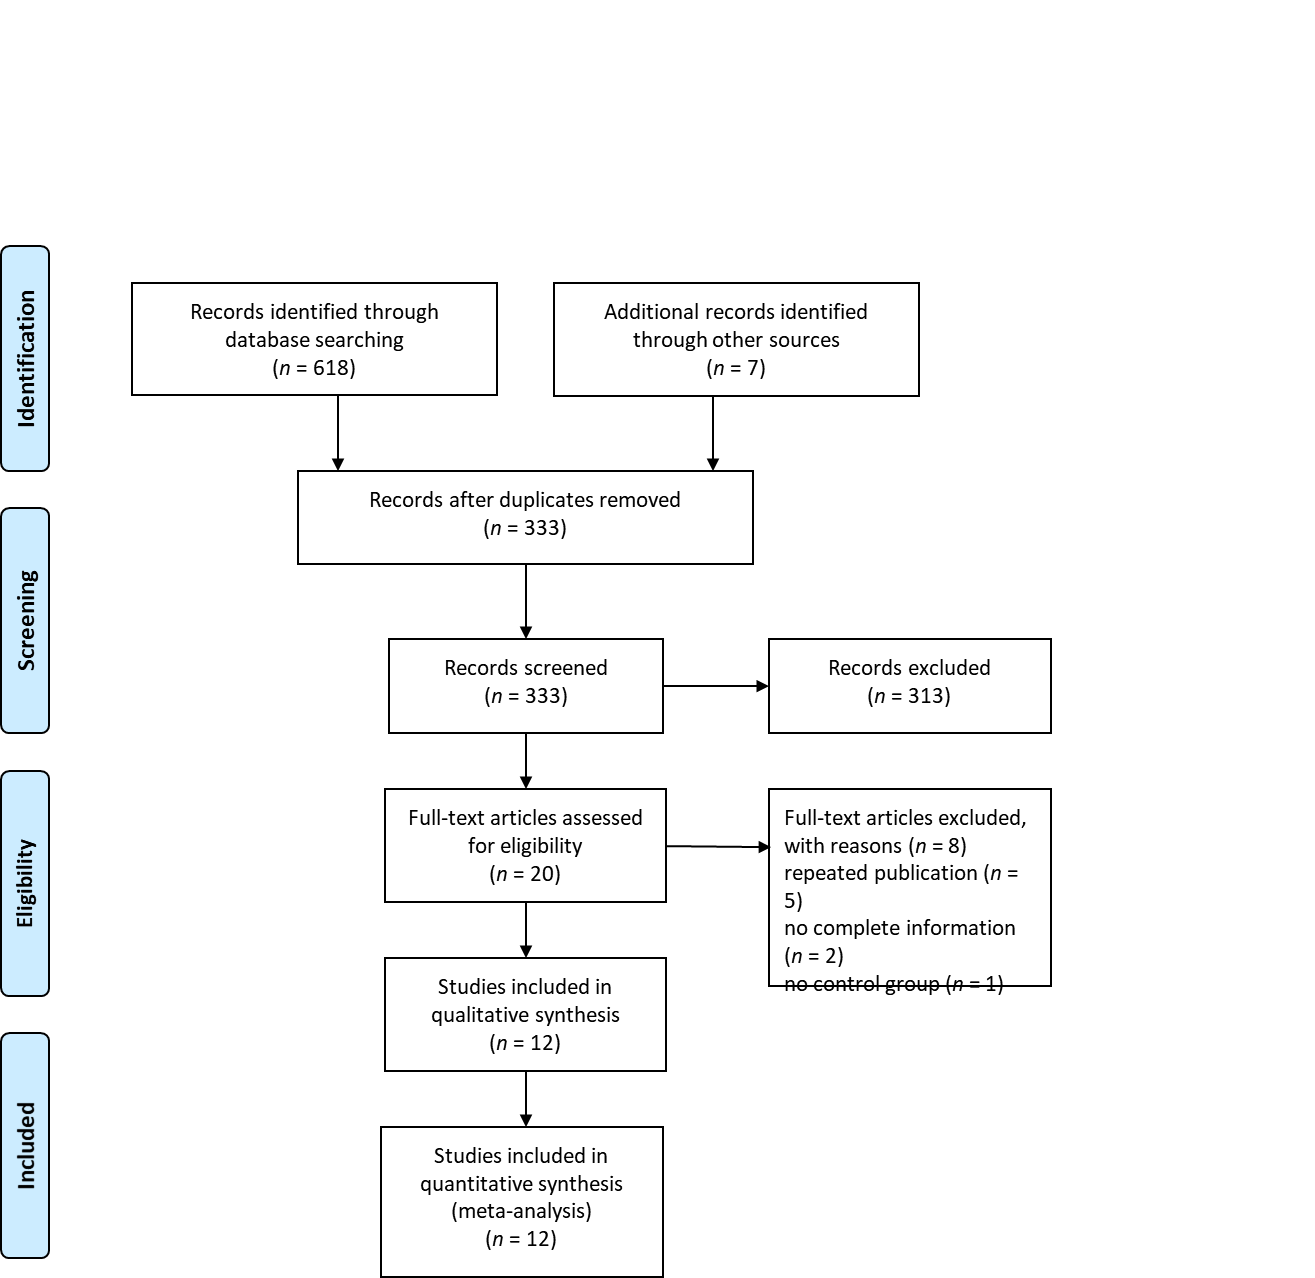 Identification
Records identified through
database searching
(n = 618)
Additional records identified
through other sources
(n = 7)
Records after duplicates removed
(n = 333)
Screening
Records screened
(n = 333)
Records excluded
(n = 313)
Eligibility
Full-text articles assessed
for eligibility
(n = 20)
Full-text articles excluded,
with reasons (n = 8)
repeated publication (n =
5)
no complete information
(n = 2)
no control group (n = 1)
Studies included in
qualitative synthesis
(n = 12)
Included
Studies included in
quantitative synthesis
(meta-analysis)
(n = 12)